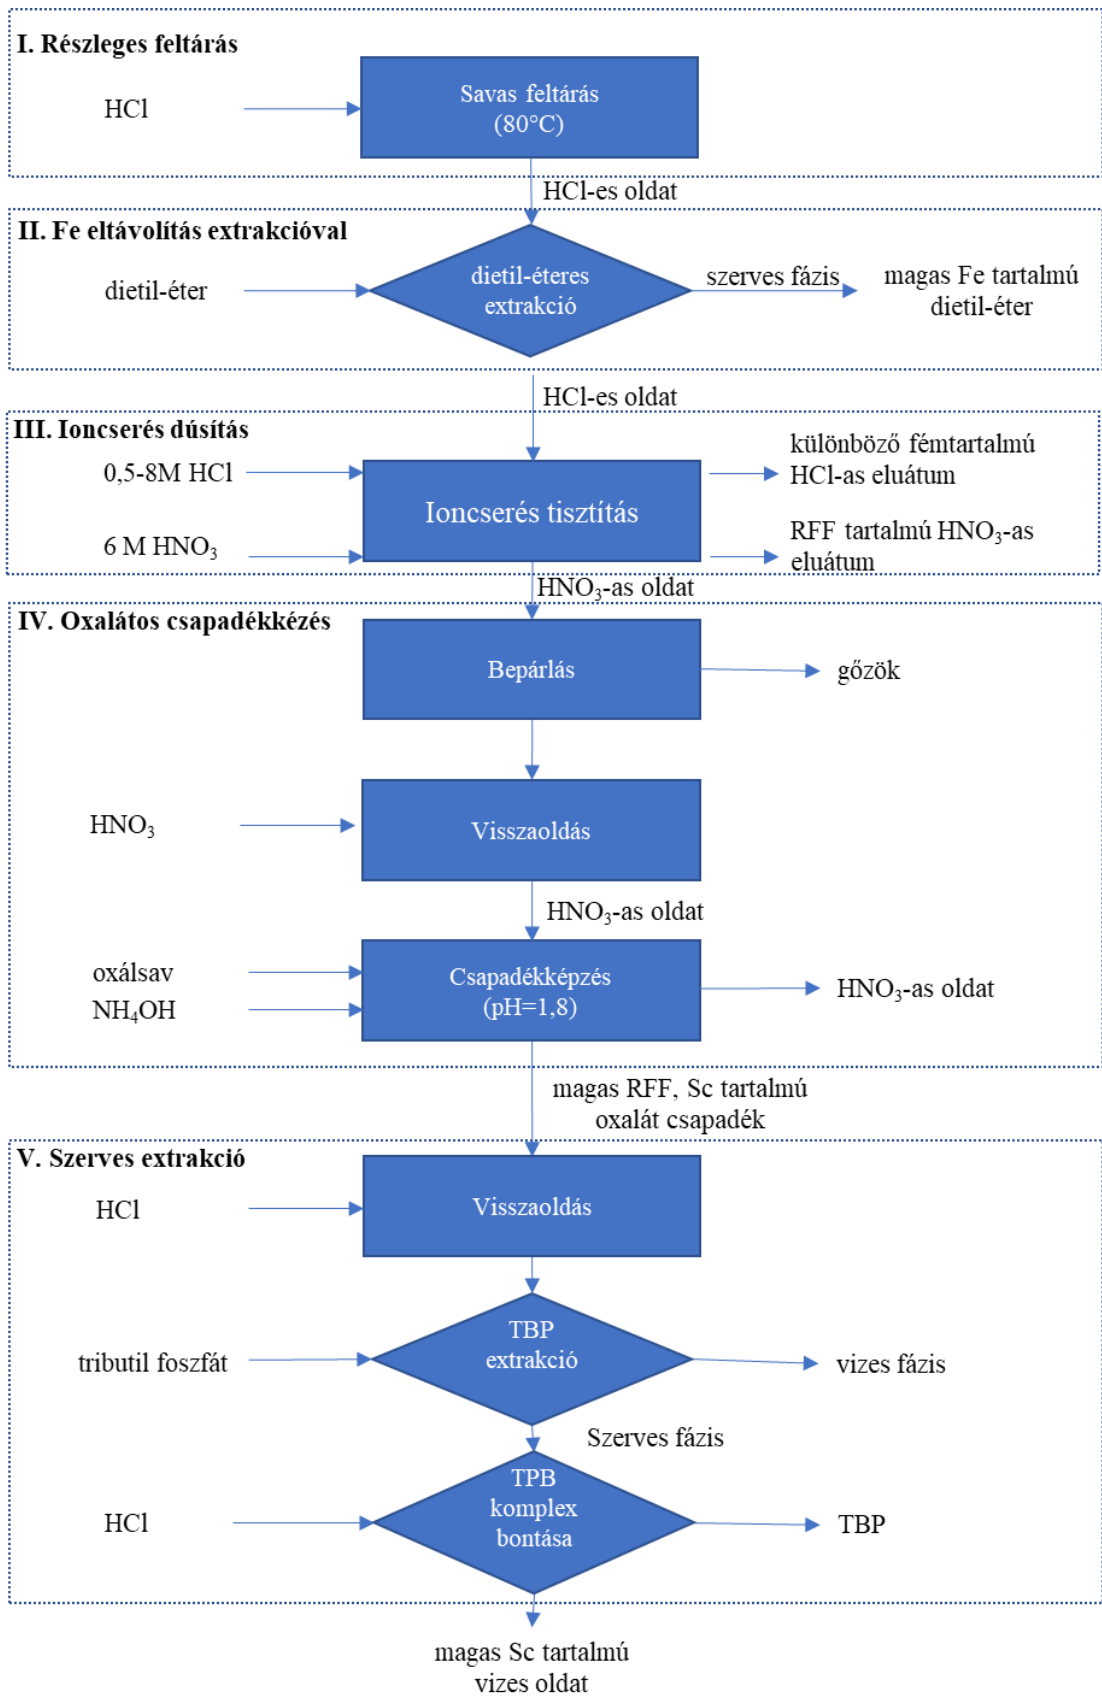 I. Részleges feltárás
HCl
Savas feltárás
(80°C)
HCl-es oldat
II. Fe eltávolítás extrakcióval
dietil-éter
dietil-éteres
extrakció
szerves fázis
magas Fe tartalmú
dietil-éter
HCl-es oldat
III. Ioncserés dúsítás
0,5-8M HCl
6 M HNO₃
Ioncserés tisztítás
különböző fémtartalmú
HCl-as eluátum
RFF tartalmú HNO₃-as
eluátum
HNO₃-as oldat
IV. Oxalátos csapadékkézés
Bepárlás
gőzök
HNO₃
Visszaoldás
HNO₃-as oldat
oxálsav
NH₄OH
Csapadékképzés
(pH=1,8)
HNO₃-as oldat
magas RFF, Sc tartalmú
oxalát csapadék
V. Szerves extrakció
HCl
Visszaoldás
tributil foszfát
TBP
extrakció
vizes fázis
Szerves fázis
HCl
TPB
komplex
bontása
TBP
magas Sc tartalmú
vizes oldat